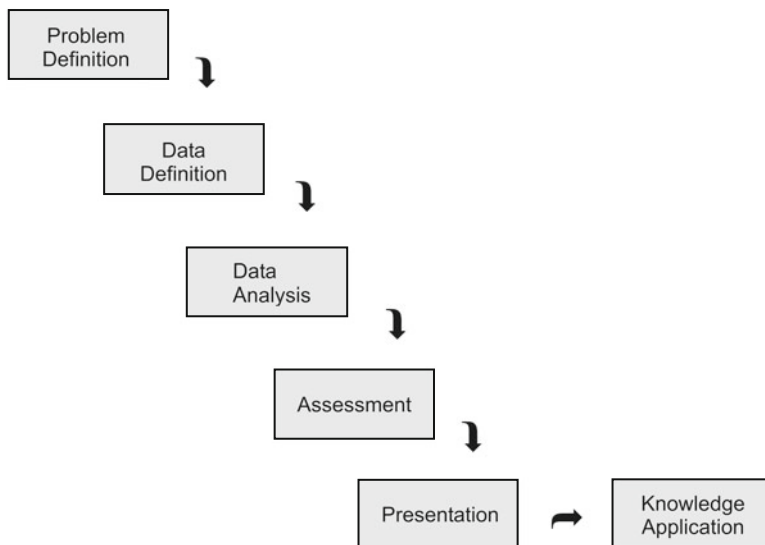 Problem
Definition
Data
Definition
Data
Analysis
Assessment
Presentation
Knowledge
Application